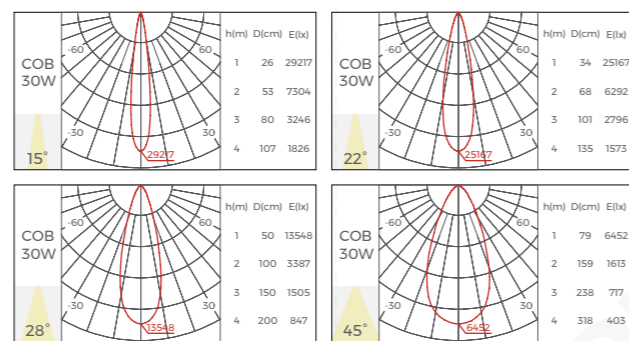 COB
30W
15°
-60
60
-30
30
29217
h(m) D(cm) E(lx)
1 26 29217
2 53 7304
3 80 3246
4 107 1826
COB
30W
22°
-60
60
-30
30
25167
h(m) D(cm) E(lx)
1 34 25167
2 68 6292
3 101 2796
4 135 1573
COB
30W
28°
-60
60
-30
30
13548
h(m) D(cm) E(lx)
1 50 13548
2 100 3387
3 150 1505
4 200 847
COB
30W
45°
-60
60
-30
30
6452
h(m) D(cm) E(lx)
1 79 6452
2 159 1613
3 238 717
4 318 403